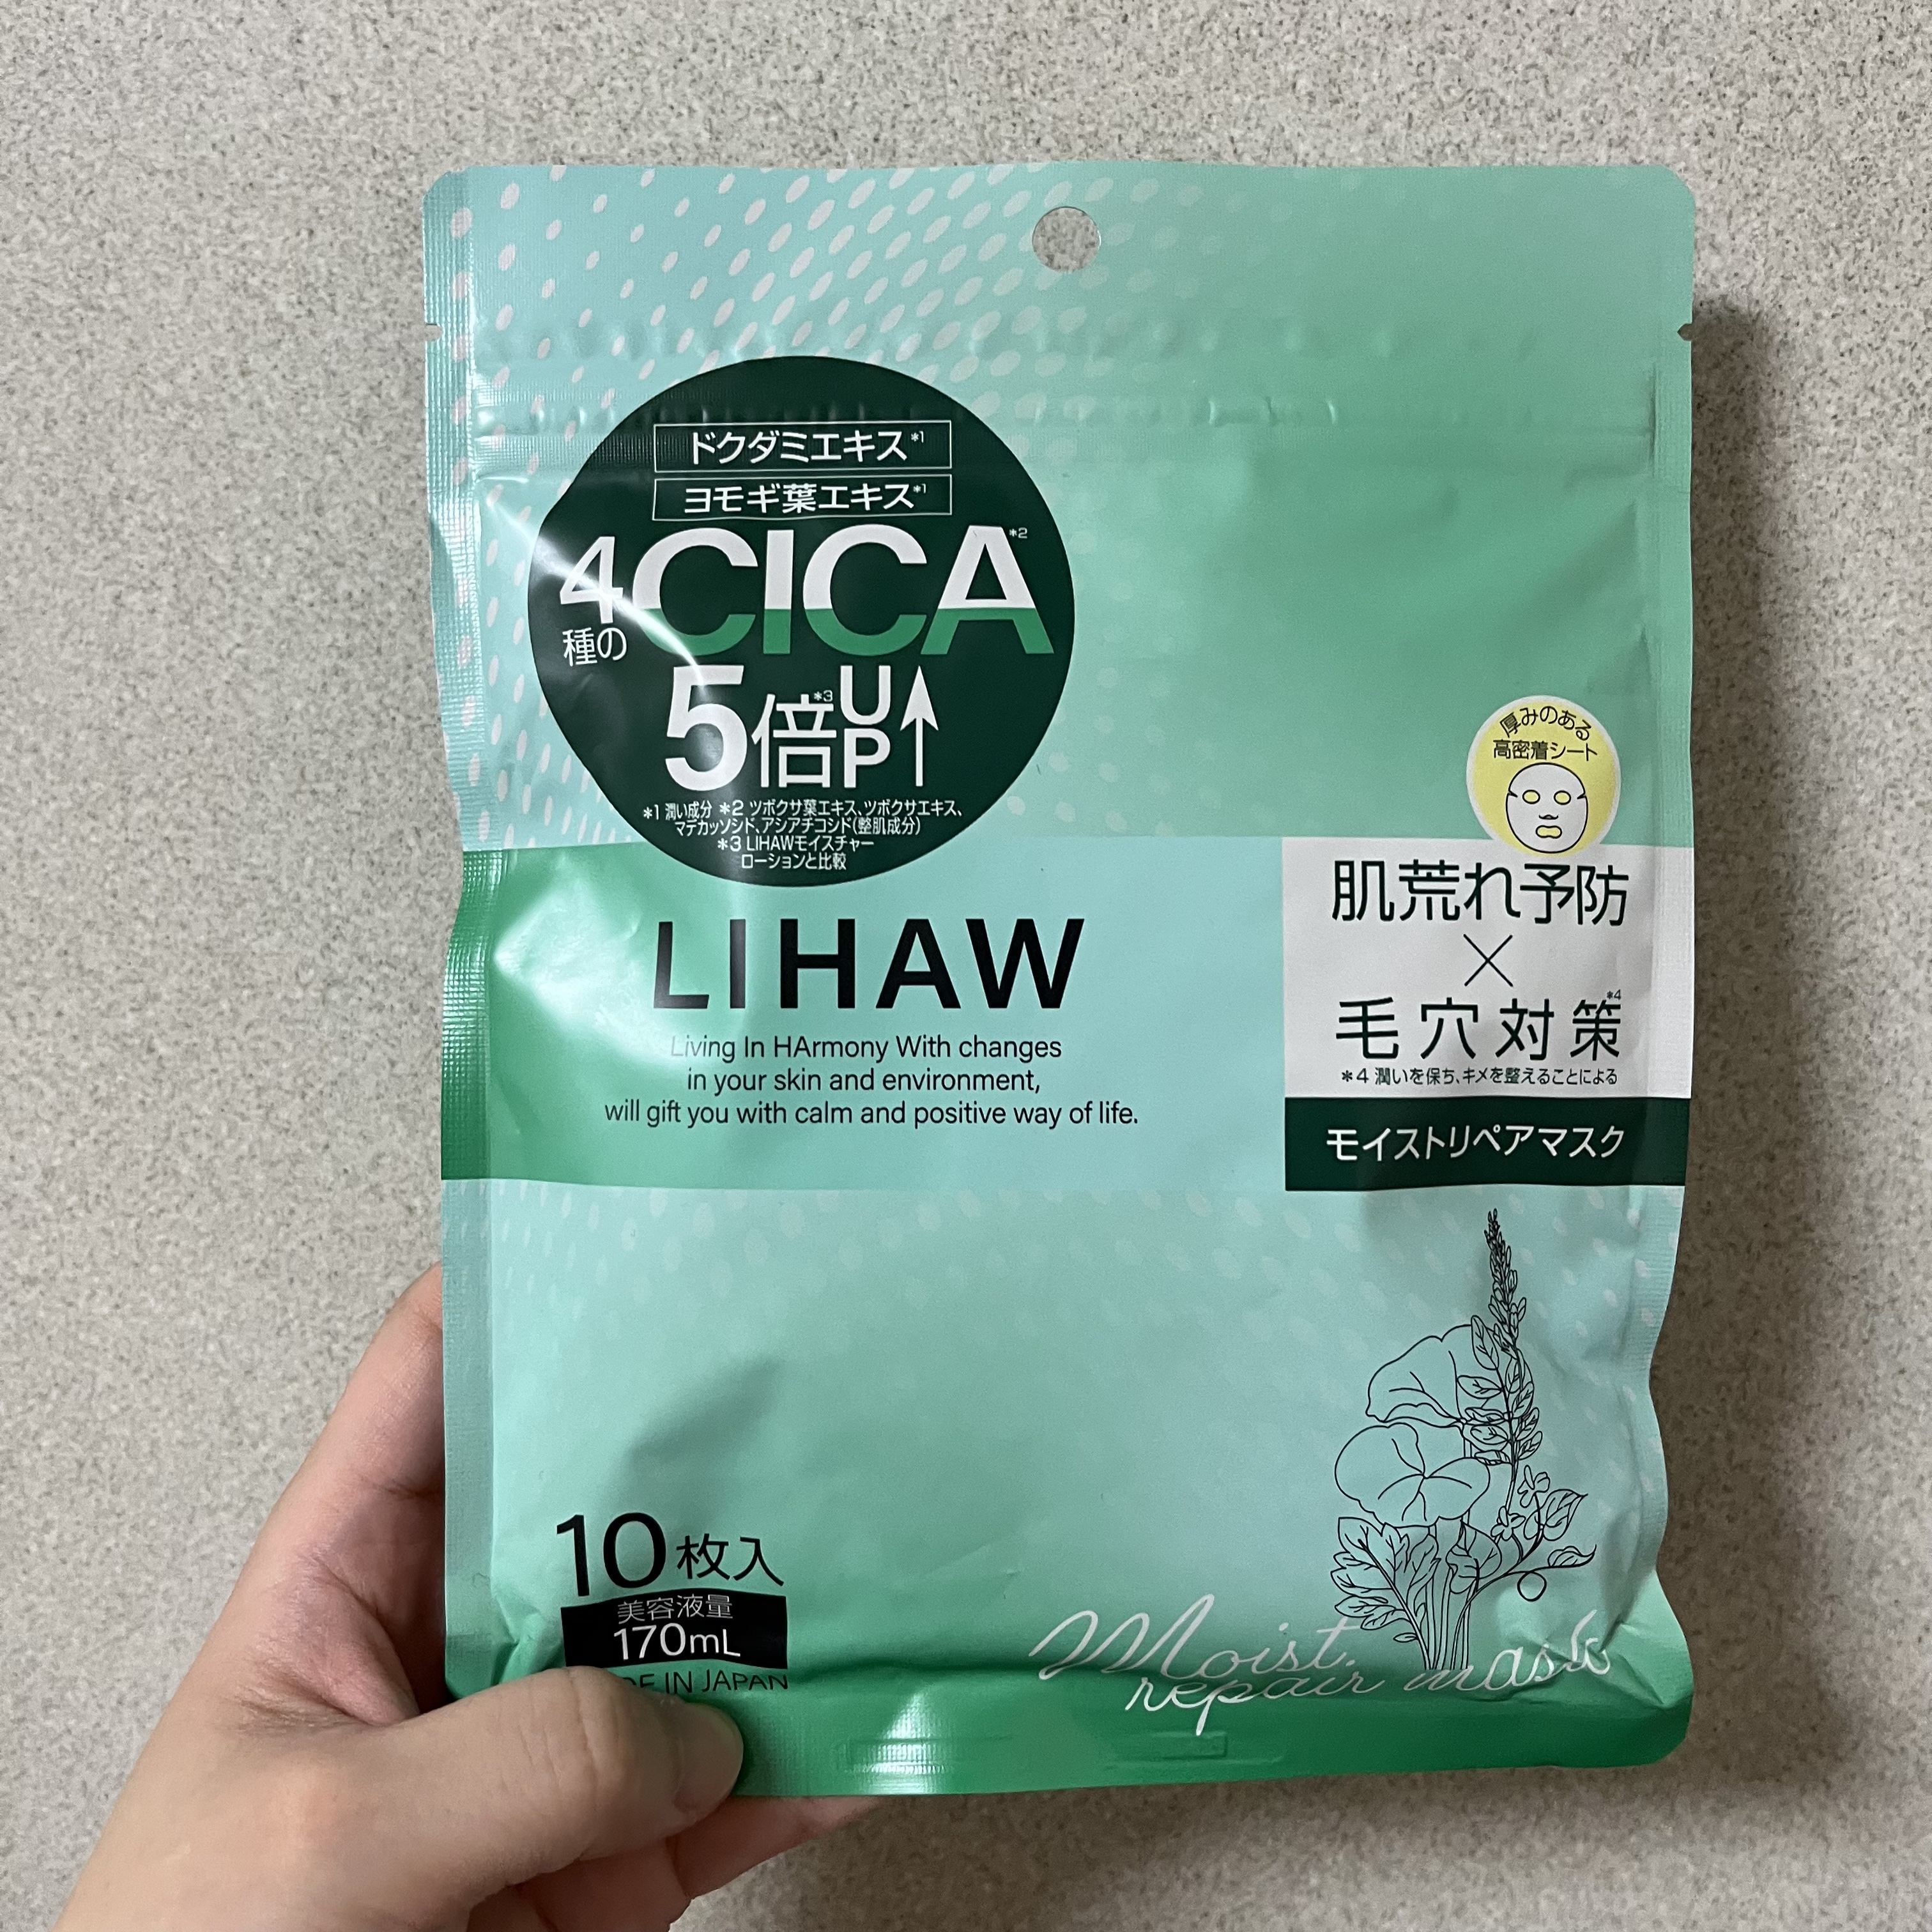 ドクダミエキス*1
ヨモギ葉エキス*1
4種のCICA*2
5倍*3UP↑
*1 潤い成分 *2 ツボクサ葉エキス、ツボクサエキス、
マデカッソシド、アシアチコシド(整肌成分)
*3 LIHAWモイスチャー
ローションと比較
厚みのある
高密着シート
肌荒れ予防
×
毛穴対策*4
*4 潤いを保ち、キメを整えることによる
モイストリペアマスク
LIHAW
Living In HArmony With changes
in your skin and environment,
will gift you with calm and positive way of life.
10枚入
美容液量
170mL
IN JAPAN
Moist
repair mask